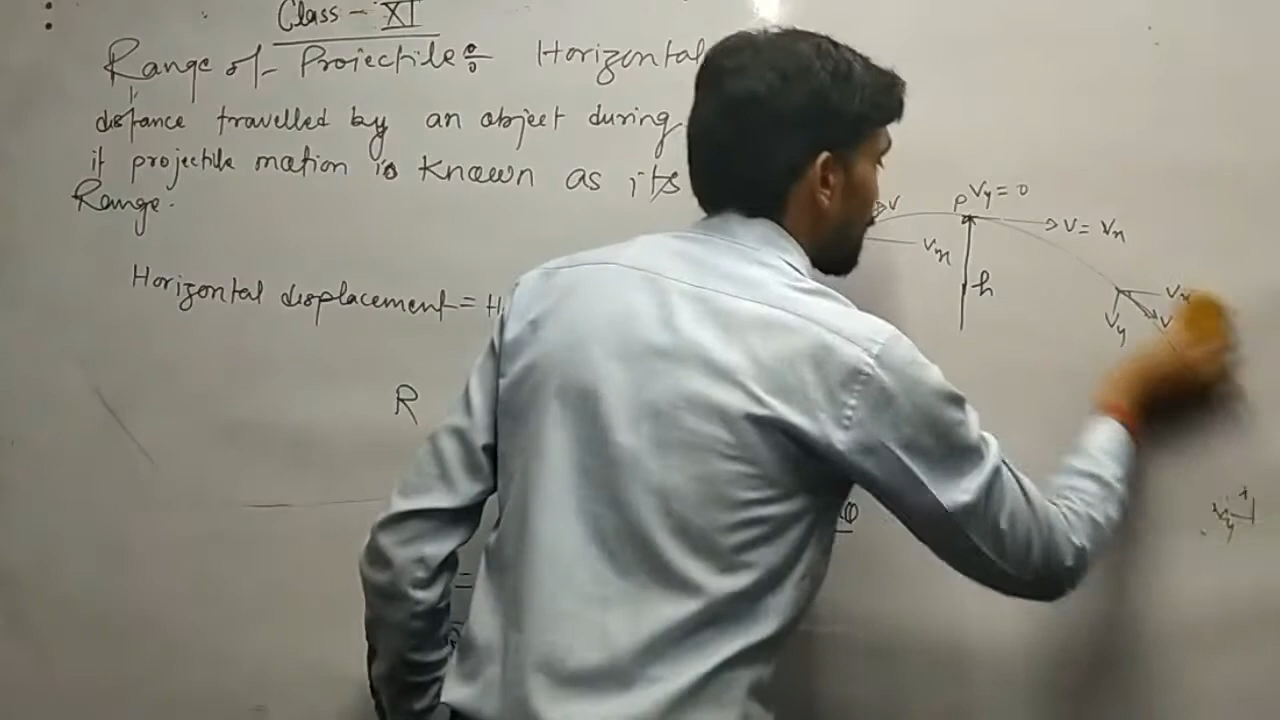 Class - XI
Range of Projectile : Horizontal
distance travelled by an object during
it projectile motion is known as its
Range.
Horizontal displacement = H
R
=
V
Vx
P Vy = 0
V = Vx
h
Vx
Vy
V